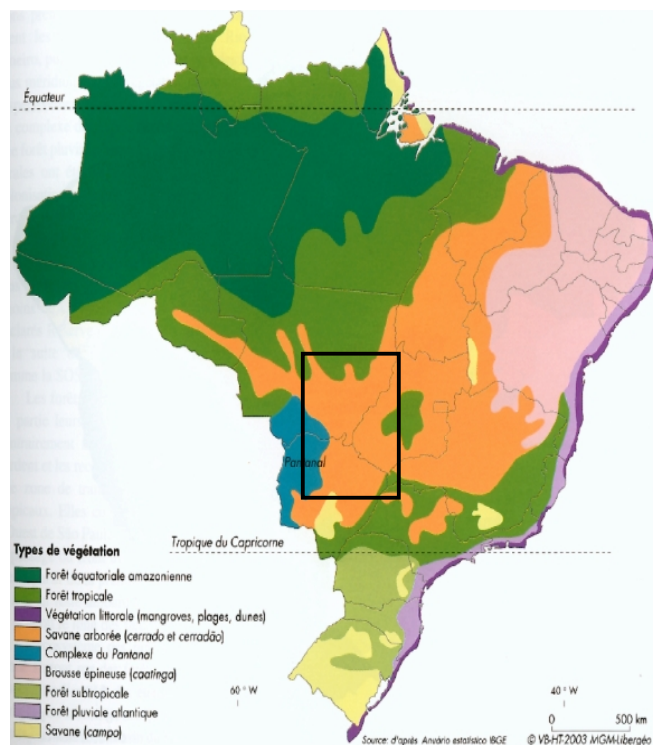 Équateur
Pantanal
Tropique du Capricorne
Types de végétation
Forêt équatoriale amazonienne
Forêt tropicale
Végétation littorale (mangroves, plages, dunes)
Savane arborée (cerrado et cerradão)
Complexe du Pantanal
Brousse épineuse (caatinga)
Forêt subtropicale
Forêt pluviale atlantique
Savane (campo)
60° W
40° W
0 500 km
Source: d'après Anvário estatístico IBGE
© VB-HT-2003 MGM-Libergéo